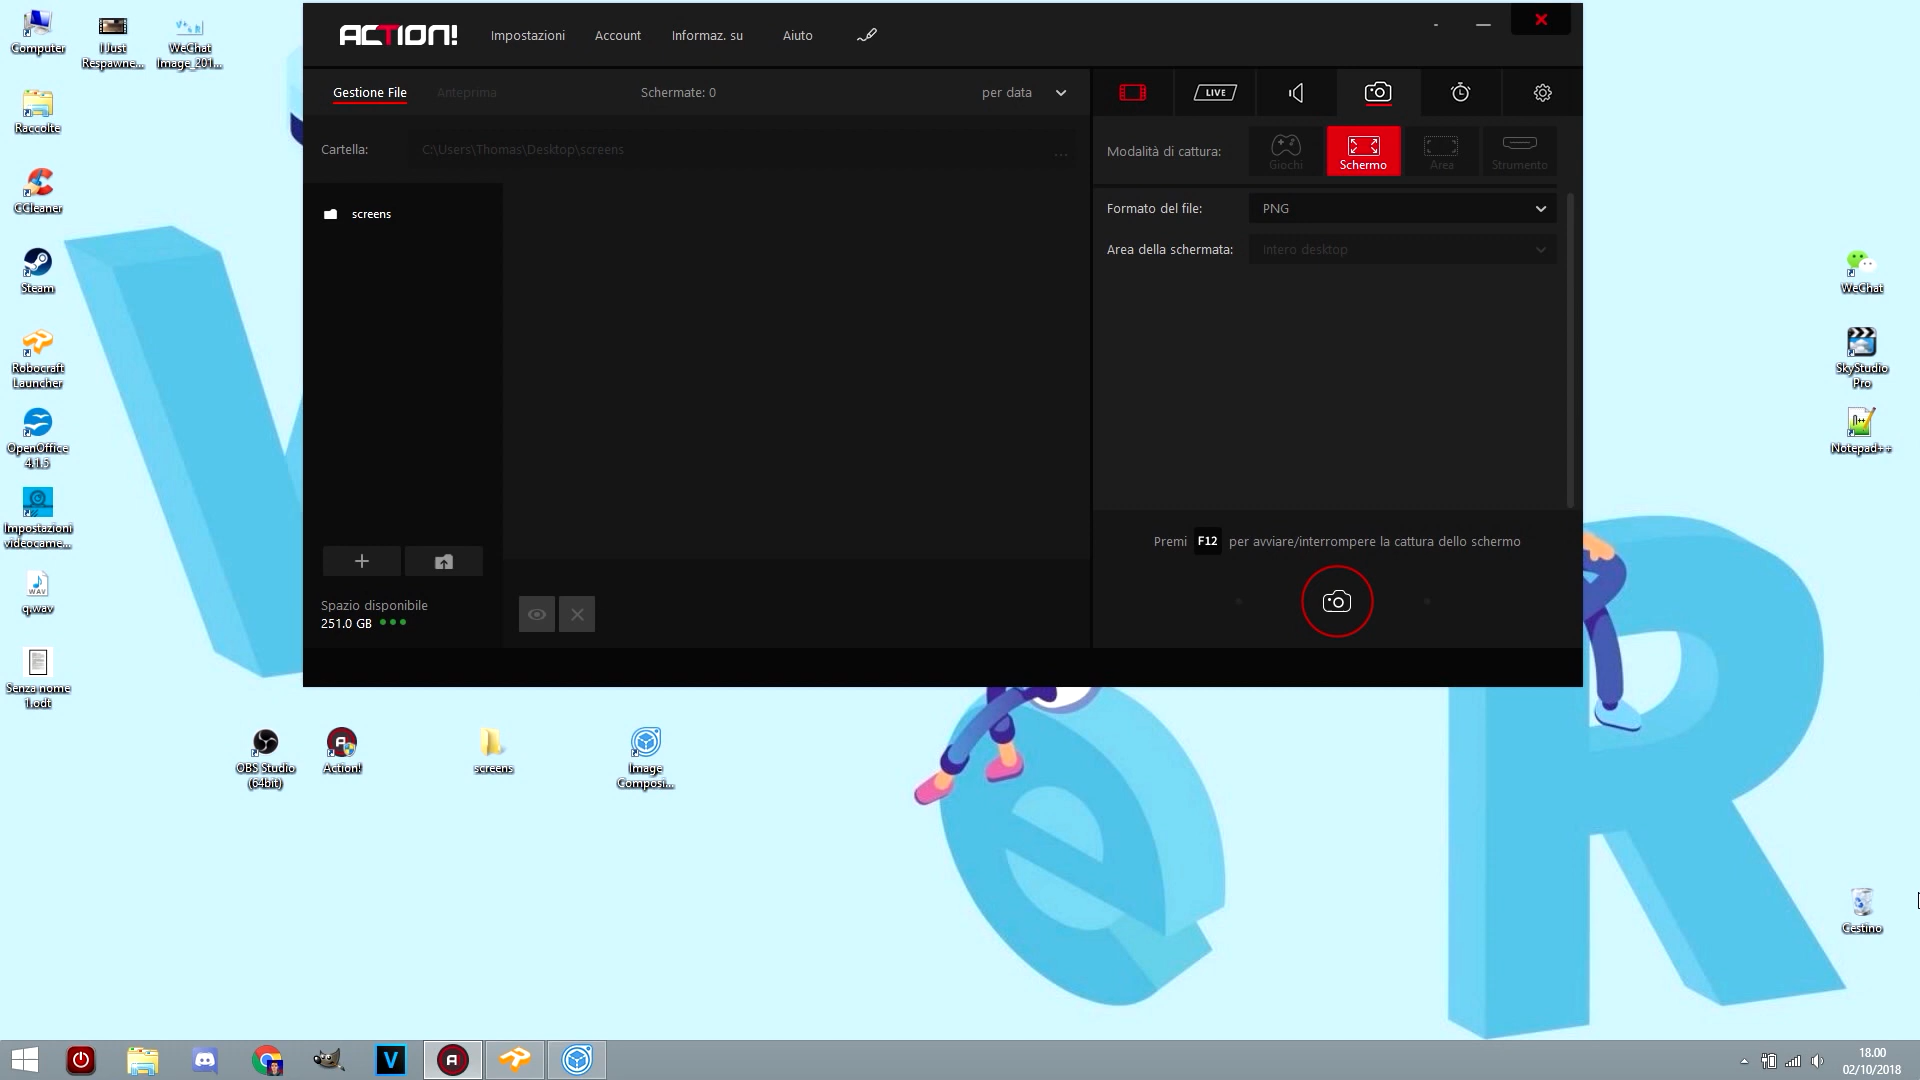 Computer
I Just
Respawne...
WeChat
Image_201...
Raccolte
CCleaner
Steam
Robocraft
Launcher
OpenOffice
4.1.5
Impostazioni
videocame...
WAV
q.wav
Senza nome
1.odt
ACTION!
Impostazioni
Account
Informaz. su
Aiuto
Gestione File
Anteprima
Schermate: 0
per data
Cartella:
C:\Users\Thomas\Desktop\screens
...
screens
Spazio disponibile
251.0 GB
LIVE
Modalità di cattura:
Giochi
Schermo
Area
Strumento
Formato del file:
PNG
Area della schermata:
Intero desktop
Premi F12 per avviare/interrompere la cattura dello schermo
WeChat
SkyStudio
Pro
Notepad++
OBS Studio
(64bit)
Action!
screens
Image
Composi...
V
e
R
Cestino
V
18.00
02/10/2018